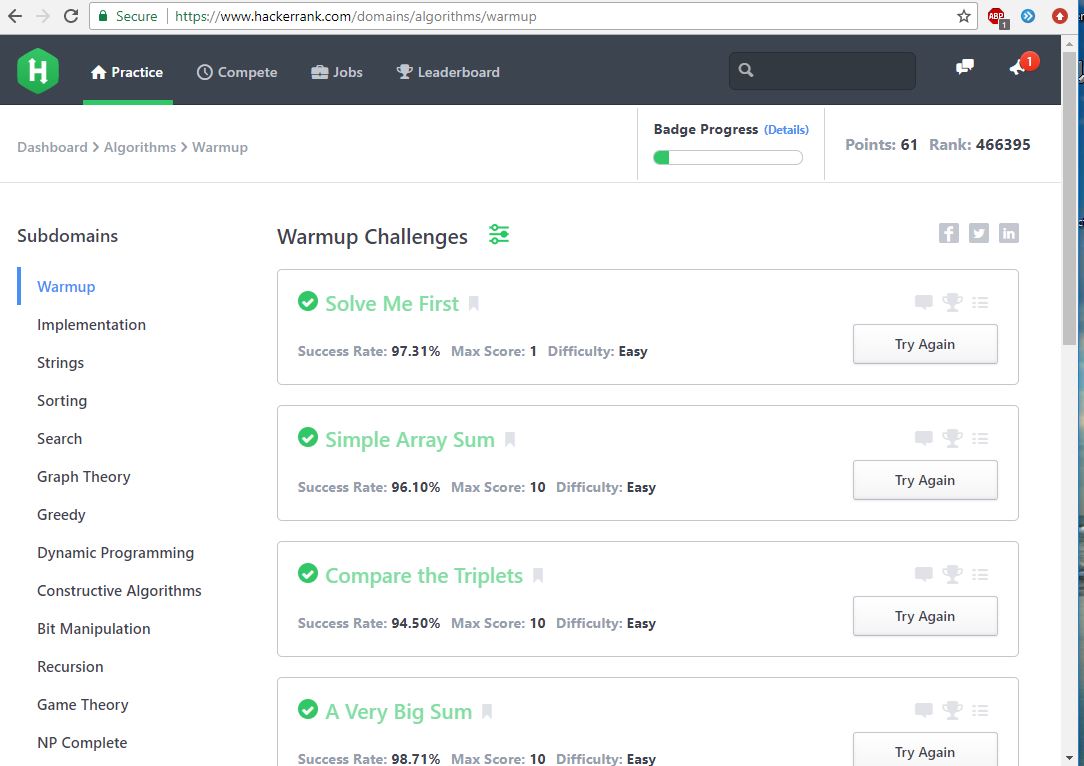 Secure https://www.hackerrank.com/domains/algorithms/warmup ABP 1
H Practice Compete Jobs Leaderboard 1
Dashboard > Algorithms > Warmup
Badge Progress (Details)
Points: 61 Rank: 466395
Subdomains
Warmup
Implementation
Strings
Sorting
Search
Graph Theory
Greedy
Dynamic Programming
Constructive Algorithms
Bit Manipulation
Recursion
Game Theory
NP Complete
Warmup Challenges
Solve Me First
Success Rate: 97.31% Max Score: 1 Difficulty: Easy
Try Again
Simple Array Sum
Success Rate: 96.10% Max Score: 10 Difficulty: Easy
Try Again
Compare the Triplets
Success Rate: 94.50% Max Score: 10 Difficulty: Easy
Try Again
A Very Big Sum
Success Rate: 98.71% Max Score: 10 Difficulty: Easy
Try Again